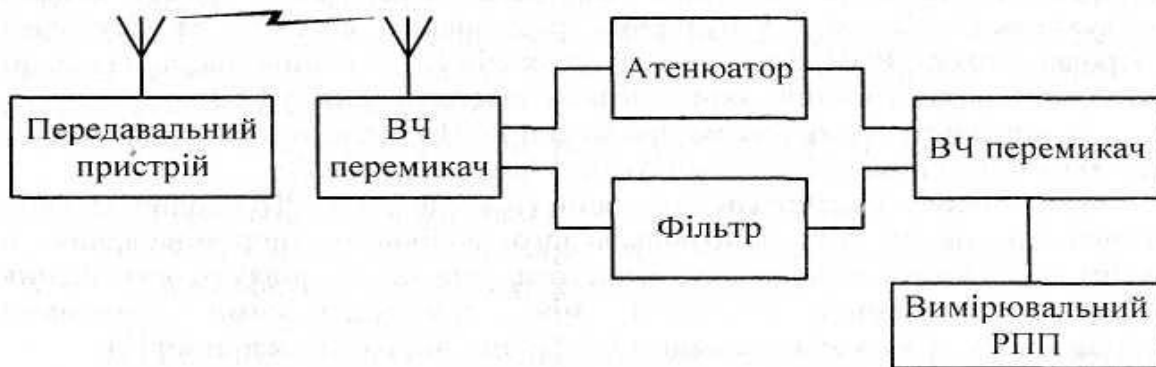 Передавальний
пристрій
ВЧ
перемикач
Атенюатор
Фільтр
ВЧ перемикач
Вимірювальний
РПП